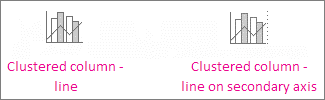 Clustered column -
line
Clustered column -
line on secondary axis